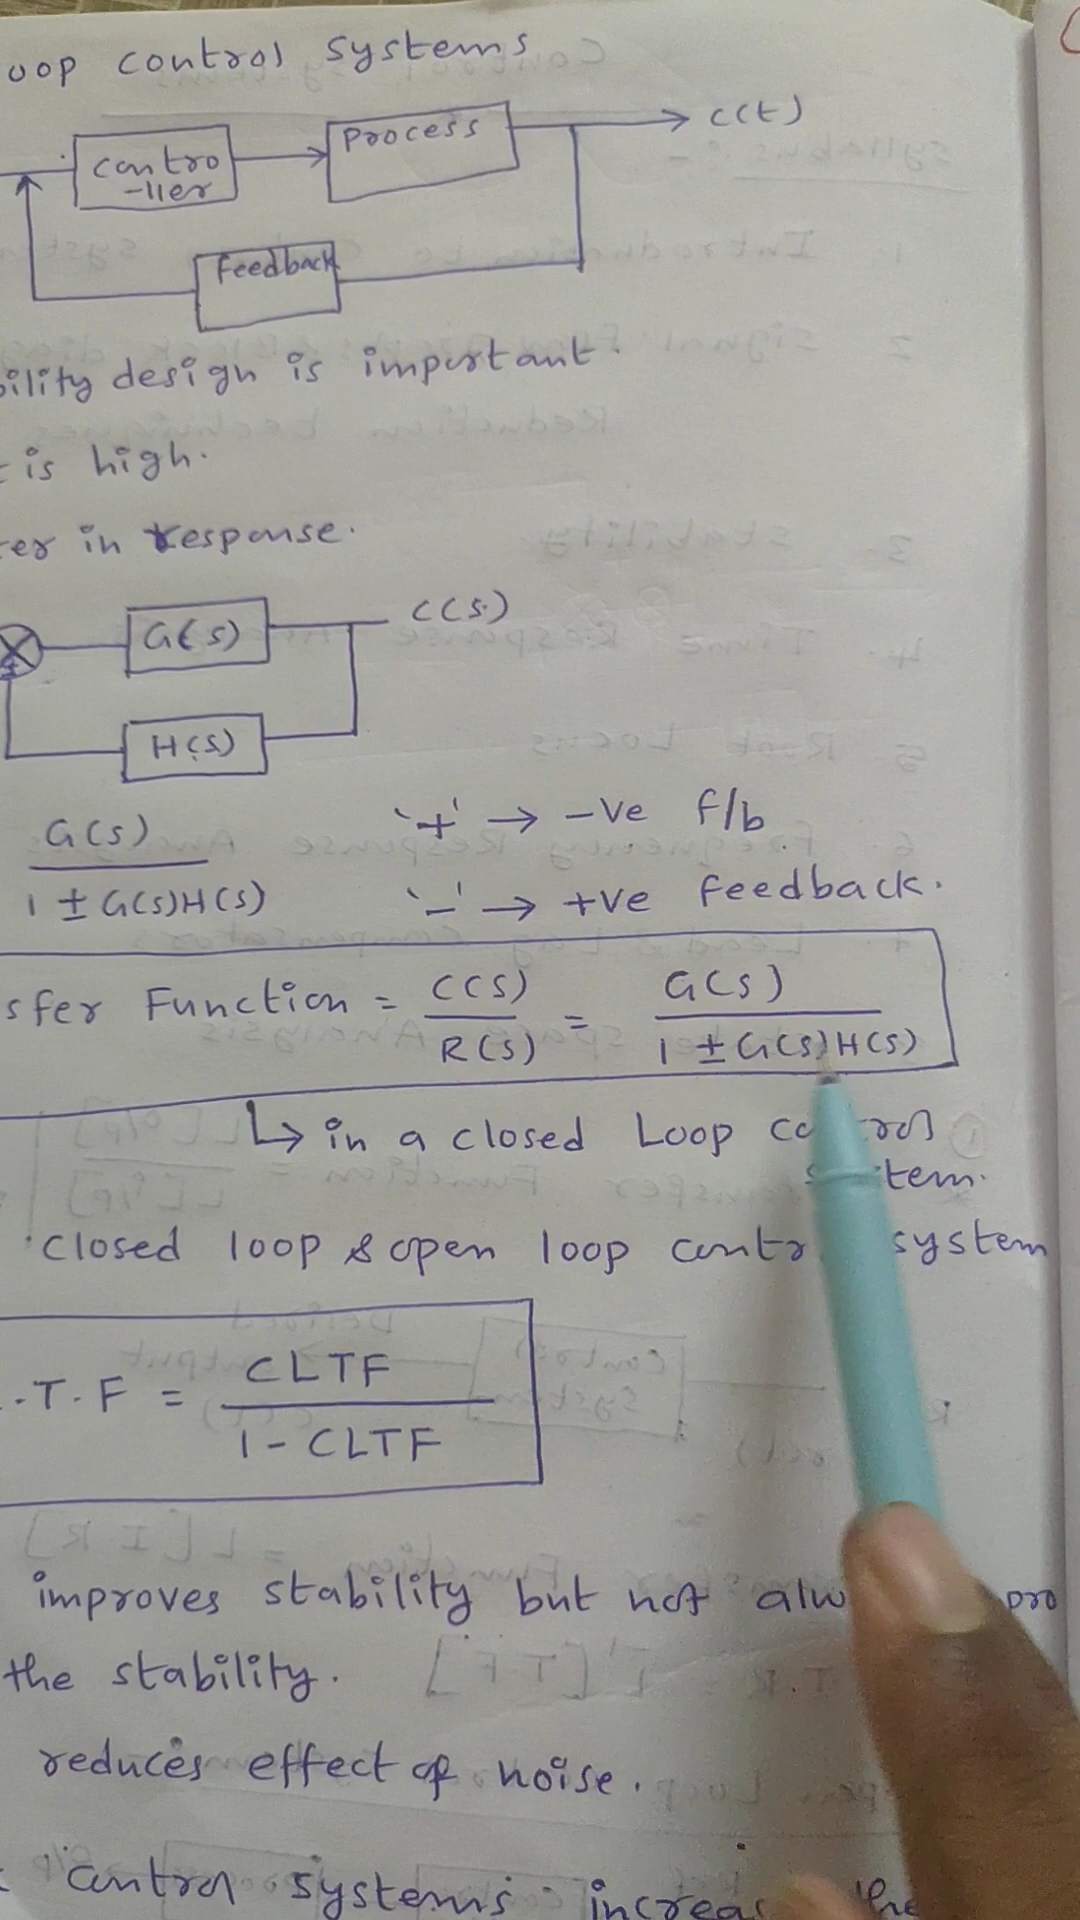 oop control systems
contro
-ller
process
c(t)
Feedback
bility design is important.
is high.
er in response.
G(s)
C(s)
H(s)
G(s)
1 ± G(s)H(s)
'+' → -ve f/b
'-' → +ve feedback.
sfer Function = C(s) / R(s) = G(s) / 1 ± G(s)H(s)
↳ in a closed Loop
tem.
closed loop & open loop system
.T.F = CLTF / 1 - CLTF
improves stability but not
the stability.
reduces effect of noise.
control systems